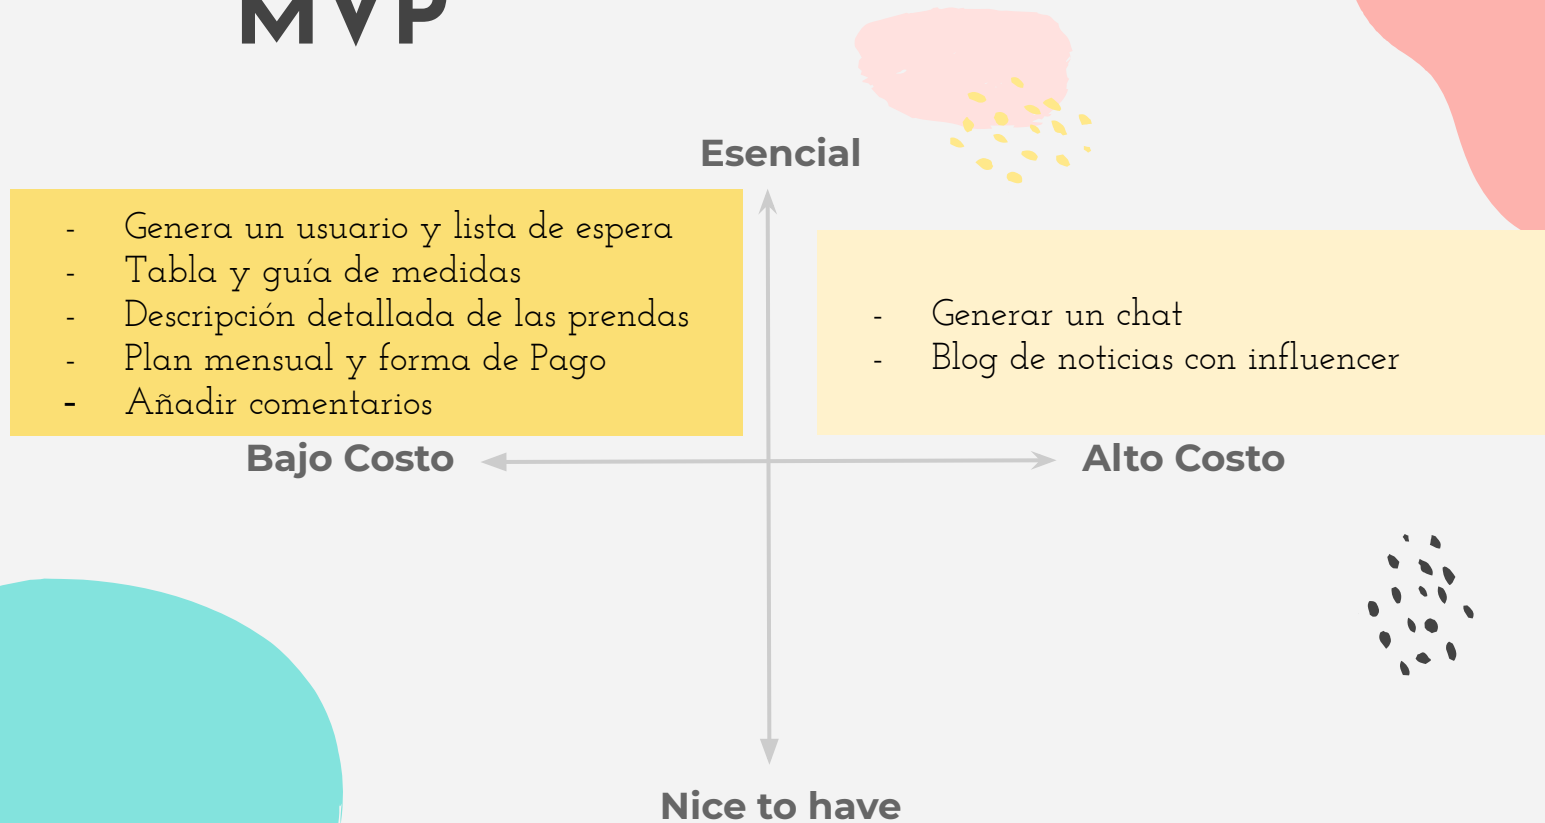 MVP
Esencial
- Genera un usuario y lista de espera
- Tabla y guía de medidas
- Descripción detallada de las prendas
- Plan mensual y forma de Pago
- Añadir comentarios
- Generar un chat
- Blog de noticias con influencer
Bajo Costo
Alto Costo
Nice to have